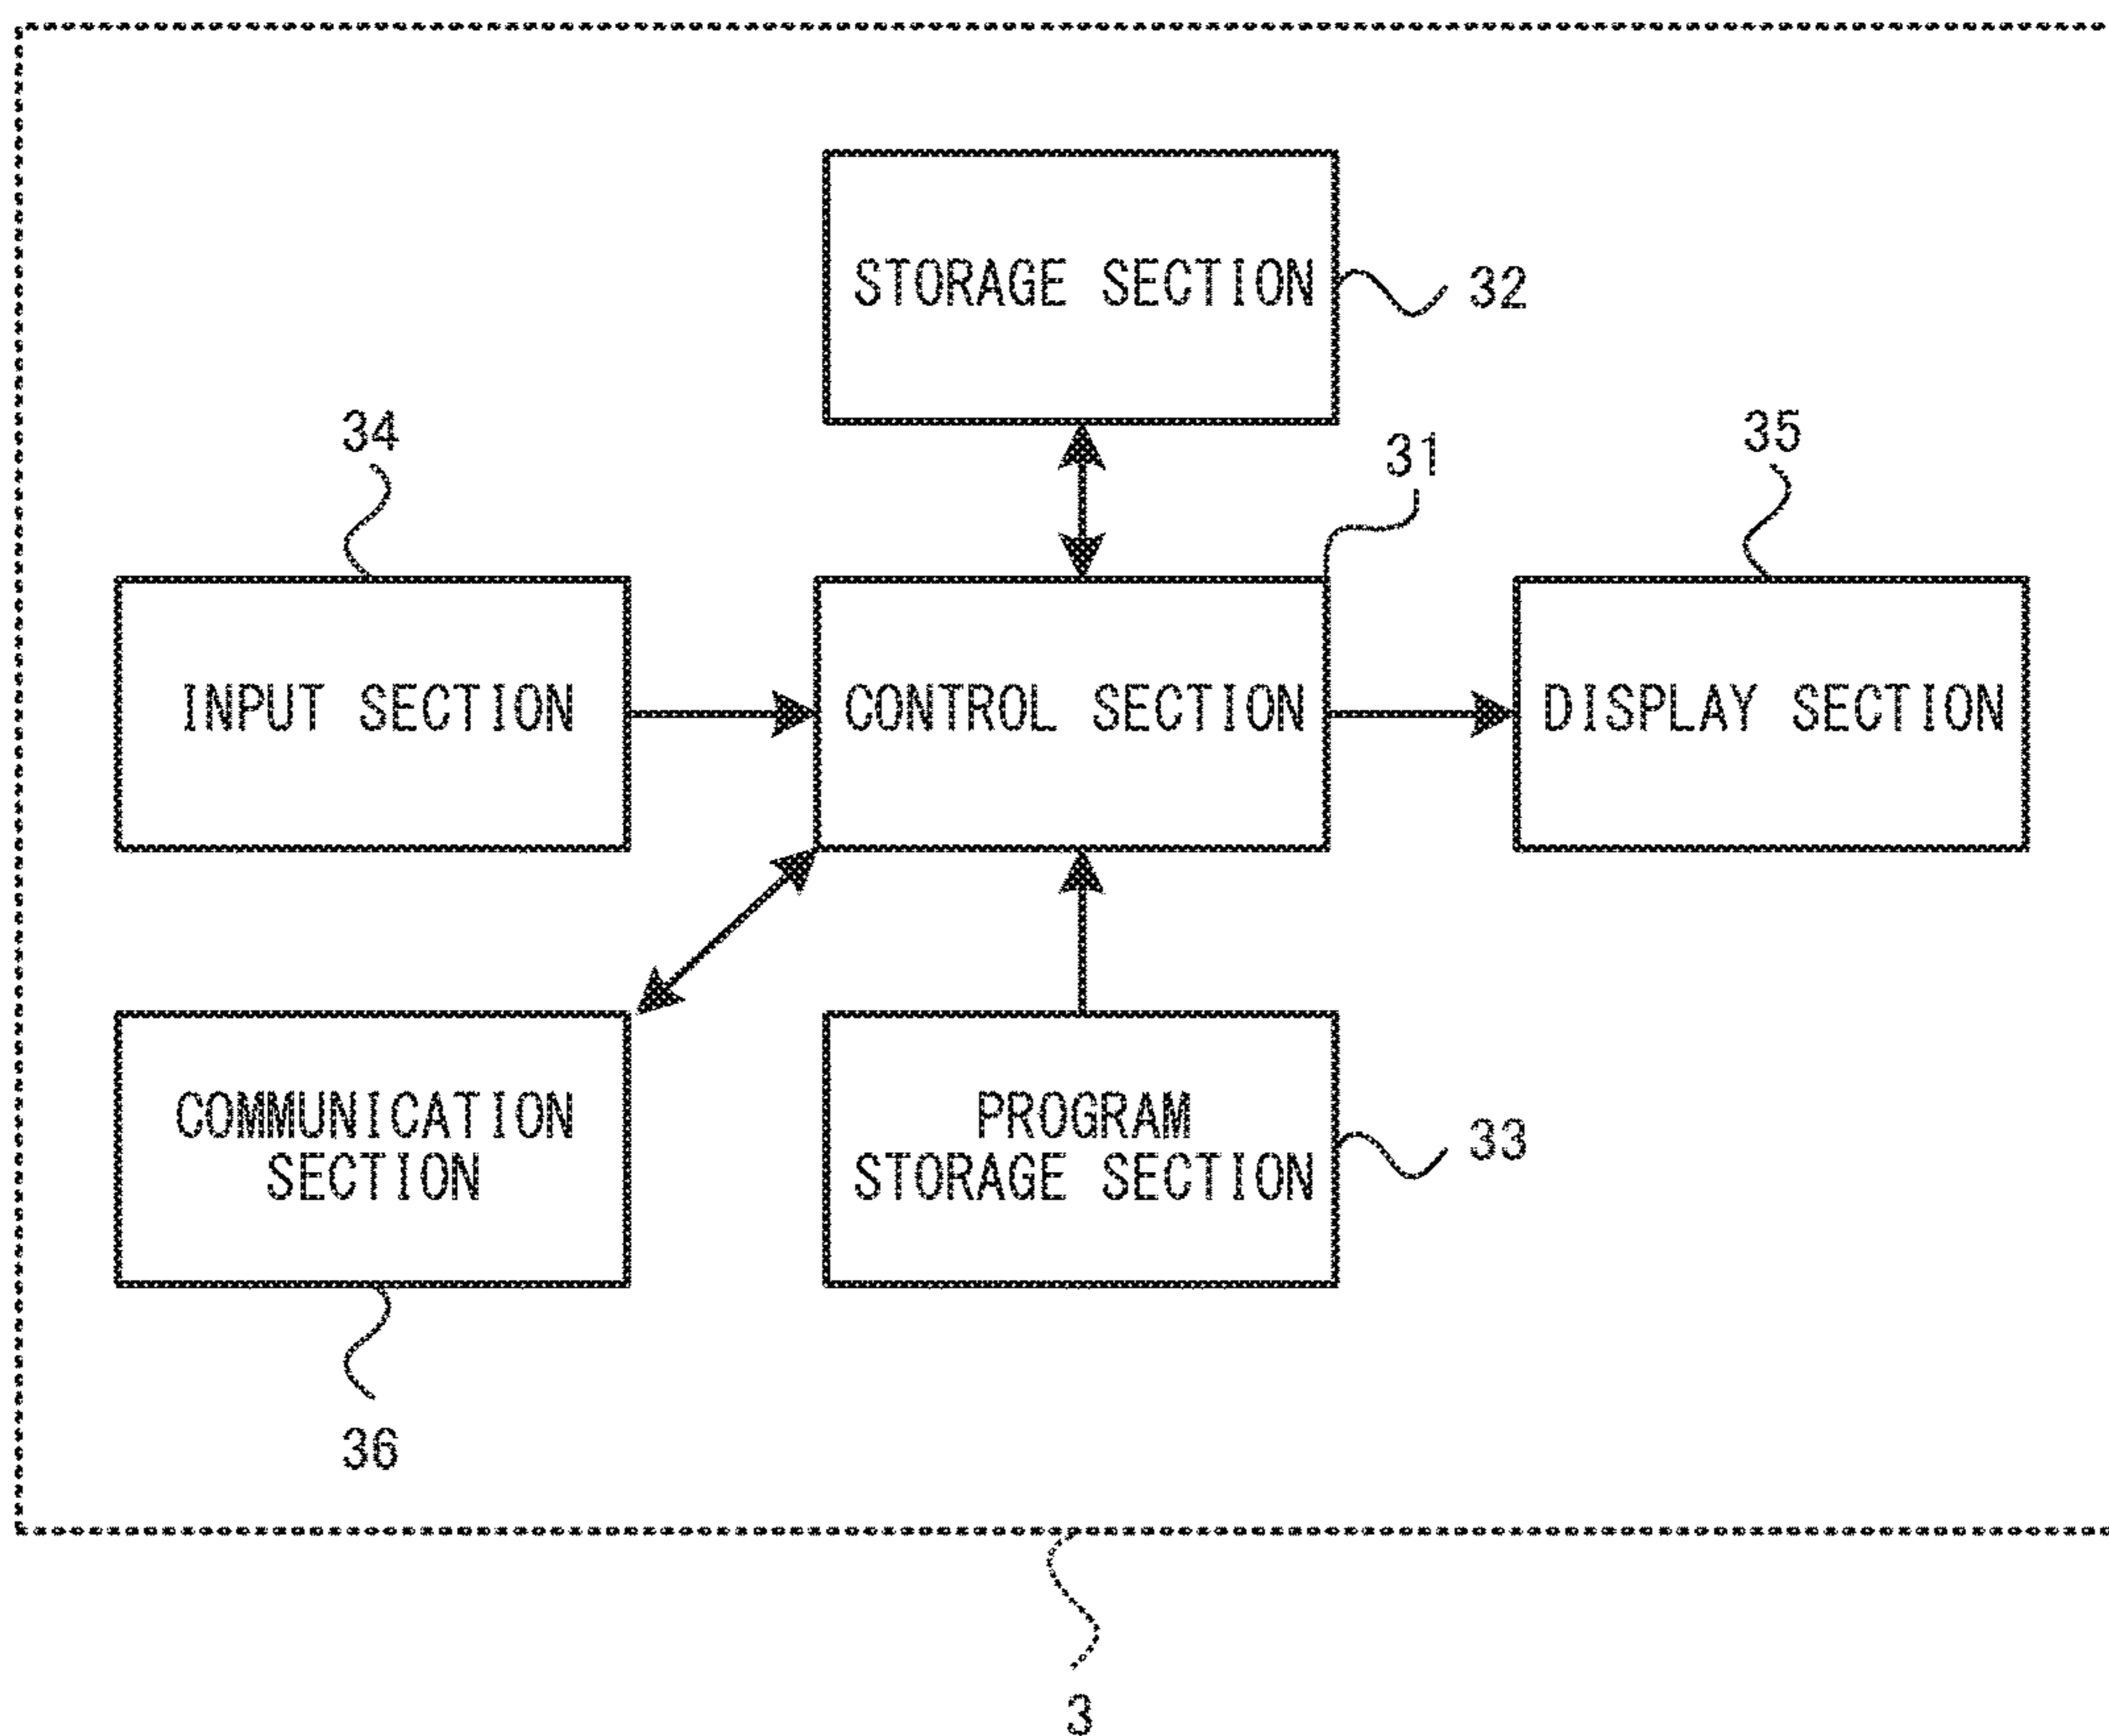 STORAGE SECTION
32
34
31
35
INPUT SECTION
CONTROL SECTION
DISPLAY SECTION
COMMUNICATION
SECTION
PROGRAM
STORAGE SECTION
33
36
3